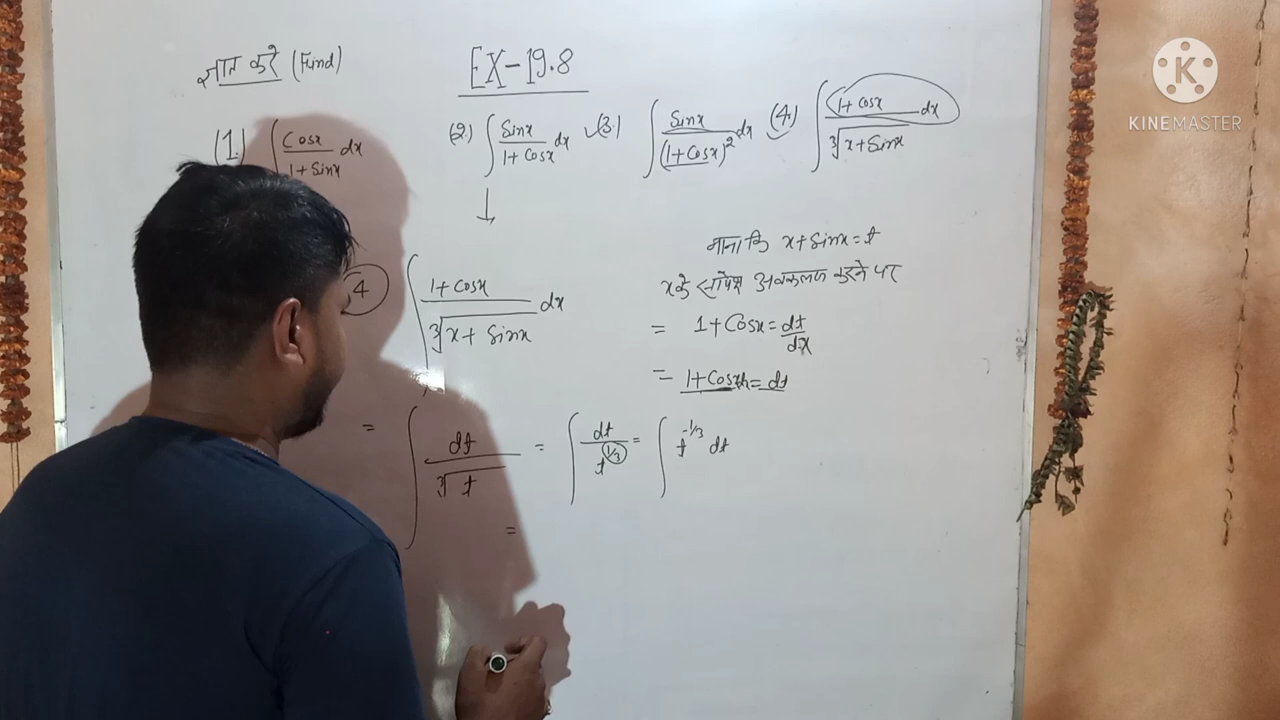 ज्ञात करे (Find)
EX-19.8
(1) ∫ Cosx / 1+Sinx dx
(2) ∫ Sinx / 1+Cosx dx
(3) ∫ Sinx / (1+Cosx)² dx
(4) ∫ 1+Cosx / ∛x+Sinx dx
KINEMASTER
माना कि x+Sinx=t
x के सापेक्ष अवकलन करने पर
= 1+Cosx = dt/dx
= dt
④ ∫ 1+Cosx / ∛x+Sinx dx
= ∫ dt / ∛t = ∫ dt / t^1/3 = ∫ t^-1/3 dt
=